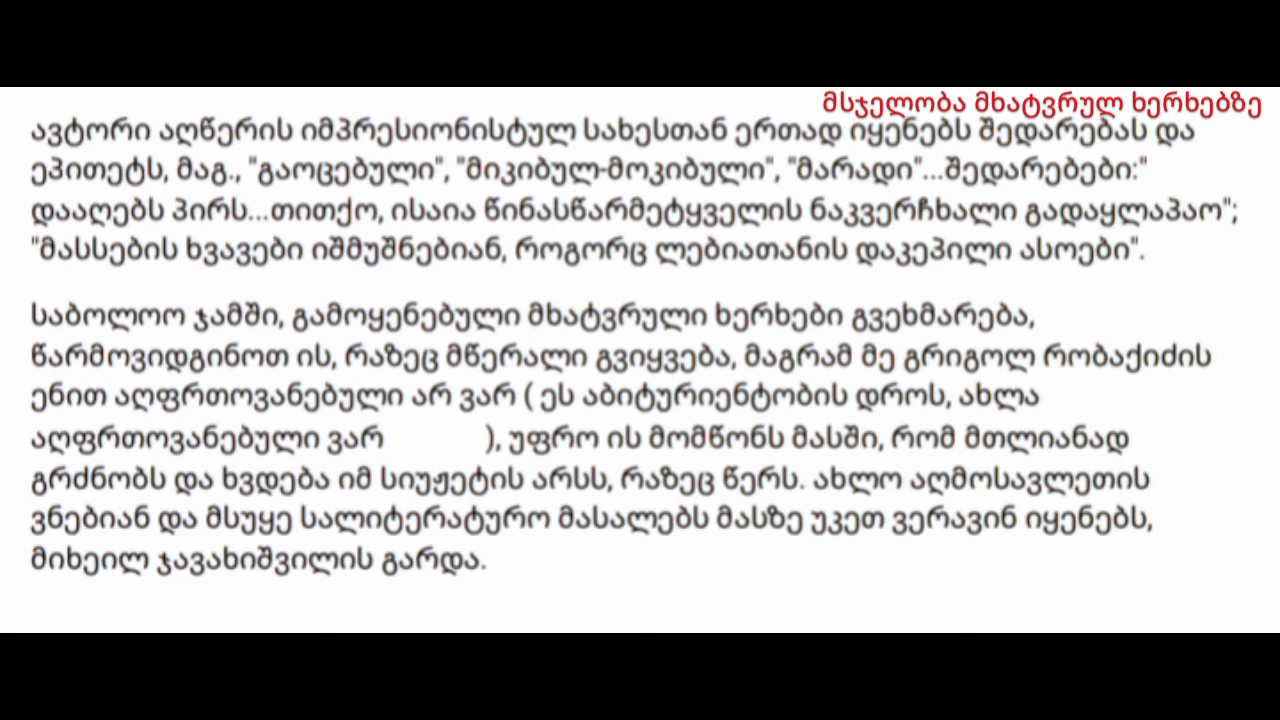 მსჯელობა მხატვრულ ხერხებზე
ავტორი აღწერის იმპრესიონისტულ სახესთან ერთად იყენებს შედარებას და
ეპითეტს, მაგ., "გაოცებული", "მიკიბულ-მოკიბული", "მარადი"...შედარებები:"
დააღებს პირს...თითქო, ისაია წინასწარმეტყველის ნაკვერჩხალი გადაყლაპაო";
"მასსების ხვავები იშმუშნებიან, როგორც ლებიათანის დაკეპილი ასოები".
საბოლოო ჯამში, გამოყენებული მხატვრული ხერხები გვეხმარება,
წარმოვიდგინოთ ის, რაზეც მწერალი გვიყვება, მაგრამ მე გრიგოლ რობაქიძის
ენით აღფრთოვანებული არ ვარ ( ეს აბიტურიენტობის დროს, ახლა
აღფრთოვანებული ვარ ), უფრო ის მომწონს მასში, რომ მთლიანად
გრძნობს და ხვდება იმ სიუჟეტის არსს, რაზეც წერს. ახლო აღმოსავლეთის
ვნებიან და მსუყე სალიტერატურო მასალებს მასზე უკეთ ვერავინ იყენებს,
მიხეილ ჯავახიშვილის გარდა.